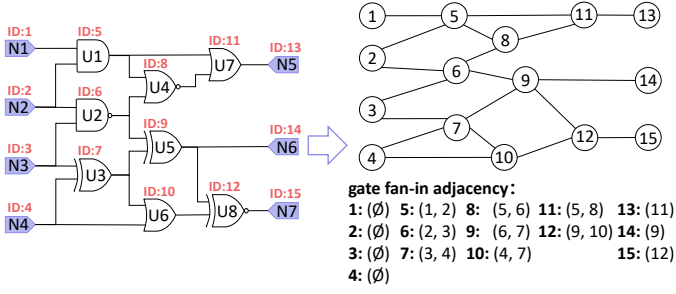 ID:1
N1
ID:2
N2
ID:3
N3
ID:4
N4
ID:5
U1
ID:6
U2
ID:7
U3
ID:8
U4
ID:9
U5
ID:10
U6
ID:11
U7
ID:12
U8
ID:13
N5
ID:14
N6
ID:15
N7
1
2
3
4
5
6
7
8
9
10
11
12
13
14
15
gate fan-in adjacency:
1: (Ø) 5: (1, 2) 8: (5, 6) 11: (5, 8) 13: (11)
2: (Ø) 6: (2, 3) 9: (6, 7) 12: (9, 10) 14: (9)
3: (Ø) 7: (3, 4) 10: (4, 7) 15: (12)
4: (Ø)